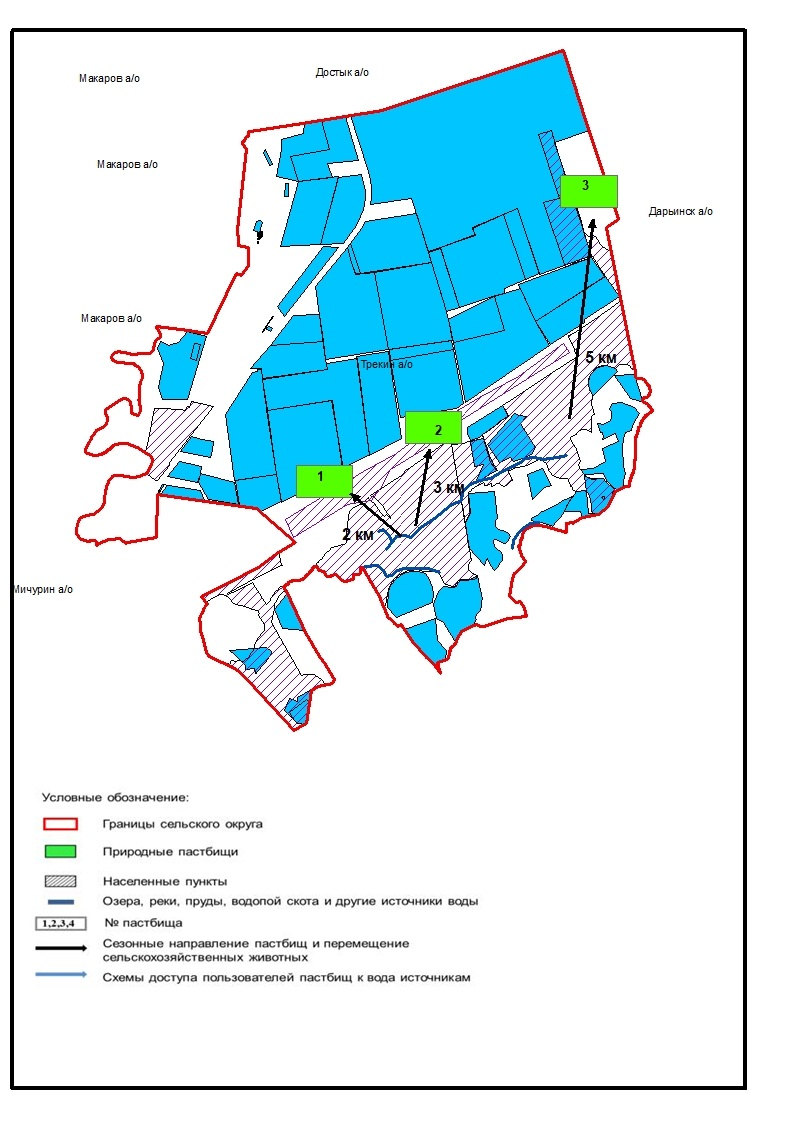 Макаров а/о
Достык а/о
Макаров а/о
3
Дарьинск а/о
Макаров а/о
5 км
Трекин а/о
2
1
3 км
2 км
Мичурин а/о
Условные обозначение:
Границы сельского округа
Природные пастбищи
Населенные пункты
Озера, реки, пруды, водопой скота и другие источники воды
1,2,3,4 № пастбища
Сезонные направление пастбищ и перемещение
сельскохозяйственных животных
Схемы доступа пользователей пастбищ к вода источникам